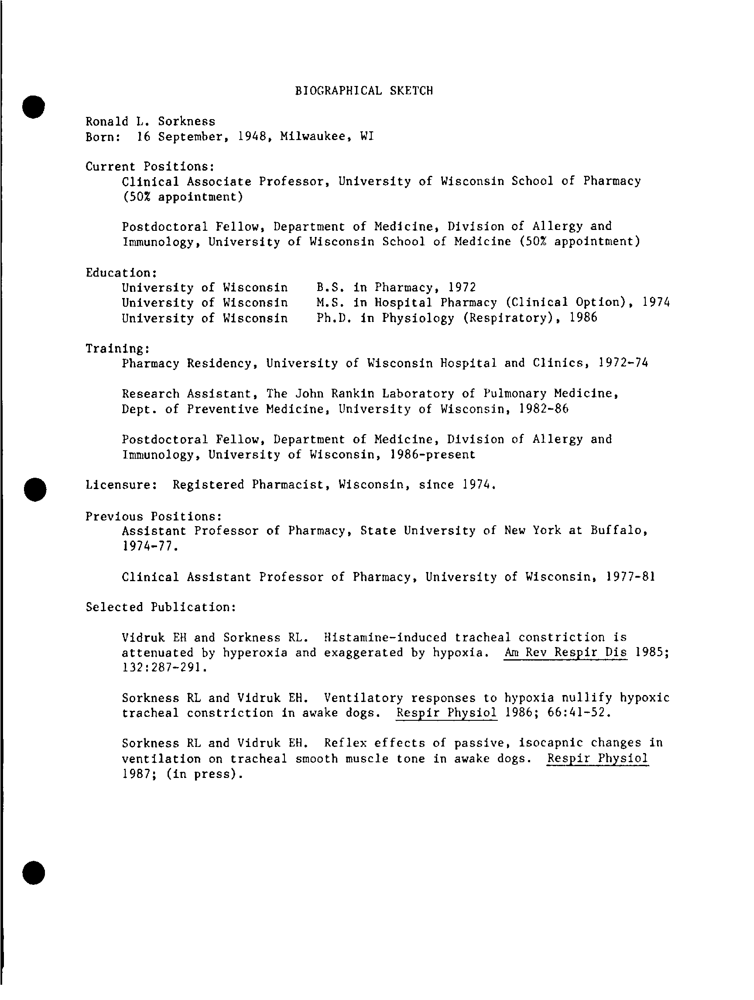 BIOGRAPHICAL SKETCH
Ronald L. Sorkness
Born: 16 September, 1948, Milwaukee, WI
Current Positions:
Clinical Associate Professor, University of Wisconsin School of Pharmacy
(50% appointment)
Postdoctoral Fellow, Department of Medicine, Division of Allergy and
Immunology, University of Wisconsin School of Medicine (50% appointment)
Education:
University of Wisconsin B.S. in Pharmacy, 1972
University of Wisconsin M.S. in Hospital Pharmacy (Clinical Option), 1974
University of Wisconsin Ph.D. in Physiology (Respiratory), 1986
Training:
Pharmacy Residency, University of Wisconsin Hospital and Clinics, 1972-74
Research Assistant, The John Rankin Laboratory of Pulmonary Medicine,
Dept. of Preventive Medicine, University of Wisconsin, 1982-86
Postdoctoral Fellow, Department of Medicine, Division of Allergy and
Immunology, University of Wisconsin, 1986-present
Licensure: Registered Pharmacist, Wisconsin, since 1974.
Previous Positions:
Assistant Professor of Pharmacy, State University of New York at Buffalo,
1974-77.
Clinical Assistant Professor of Pharmacy, University of Wisconsin, 1977-81
Selected Publication:
Vidruk EH and Sorkness RL. Histamine-induced tracheal constriction is
attenuated by hyperoxia and exaggerated by hypoxia. Am Rev Respir Dis 1985;
132:287-291.
Sorkness RL and Vidruk EH. Ventilatory responses to hypoxia nullify hypoxic
tracheal constriction in awake dogs. Respir Physiol 1986; 66:41-52.
Sorkness RL and Vidruk EH. Reflex effects of passive, isocapnic changes in
ventilation on tracheal smooth muscle tone in awake dogs. Respir Physiol
1987; (in press).